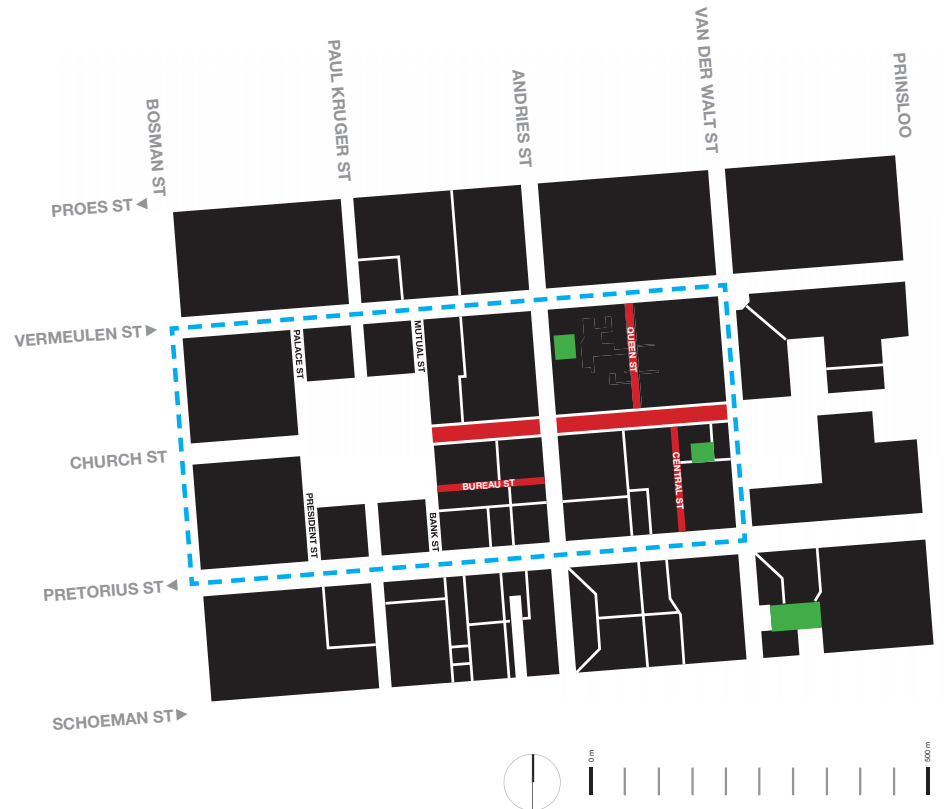 BOSMAN ST
PAUL KRUGER ST
ANDRIES ST
VAN DER WALT ST
PRINSLOO
PROES ST
VERMEULEN ST
PALACE ST
MUTUAL ST
QUEEN ST
CHURCH ST
BUREAU ST
CENTRAL ST
PRESIDENT ST
BANK ST
PRETORIUS ST
SCHOEMAN ST
0 m
500 m